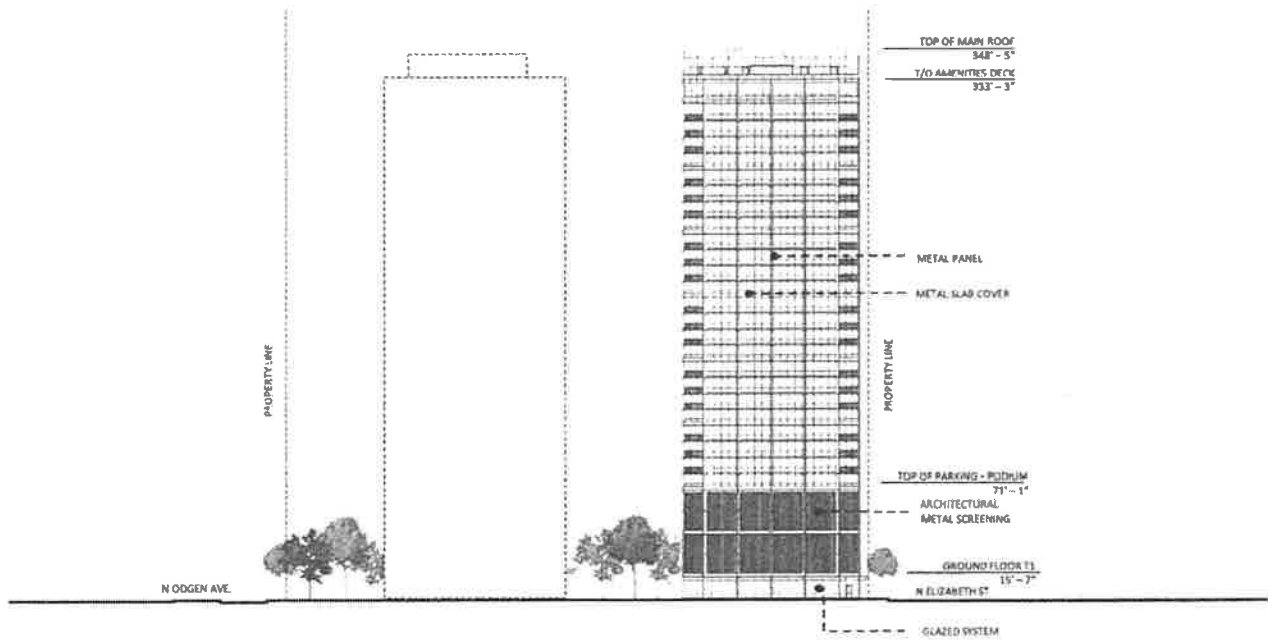 TOP OF MAIN ROOF
348' - 5"
T/O AMENITIES DECK
333' - 3"
METAL PANEL
METAL SLAB COVER
PROPERTY LINE
PROPERTY LINE
TOP OF PARKING - PODIUM
71' - 1"
ARCHITECTURAL
METAL SCREENING
GROUND FLOOR T1
15' - 7"
N ODGEN AVE.
N ELIZABETH ST
GLAZED SYSTEM